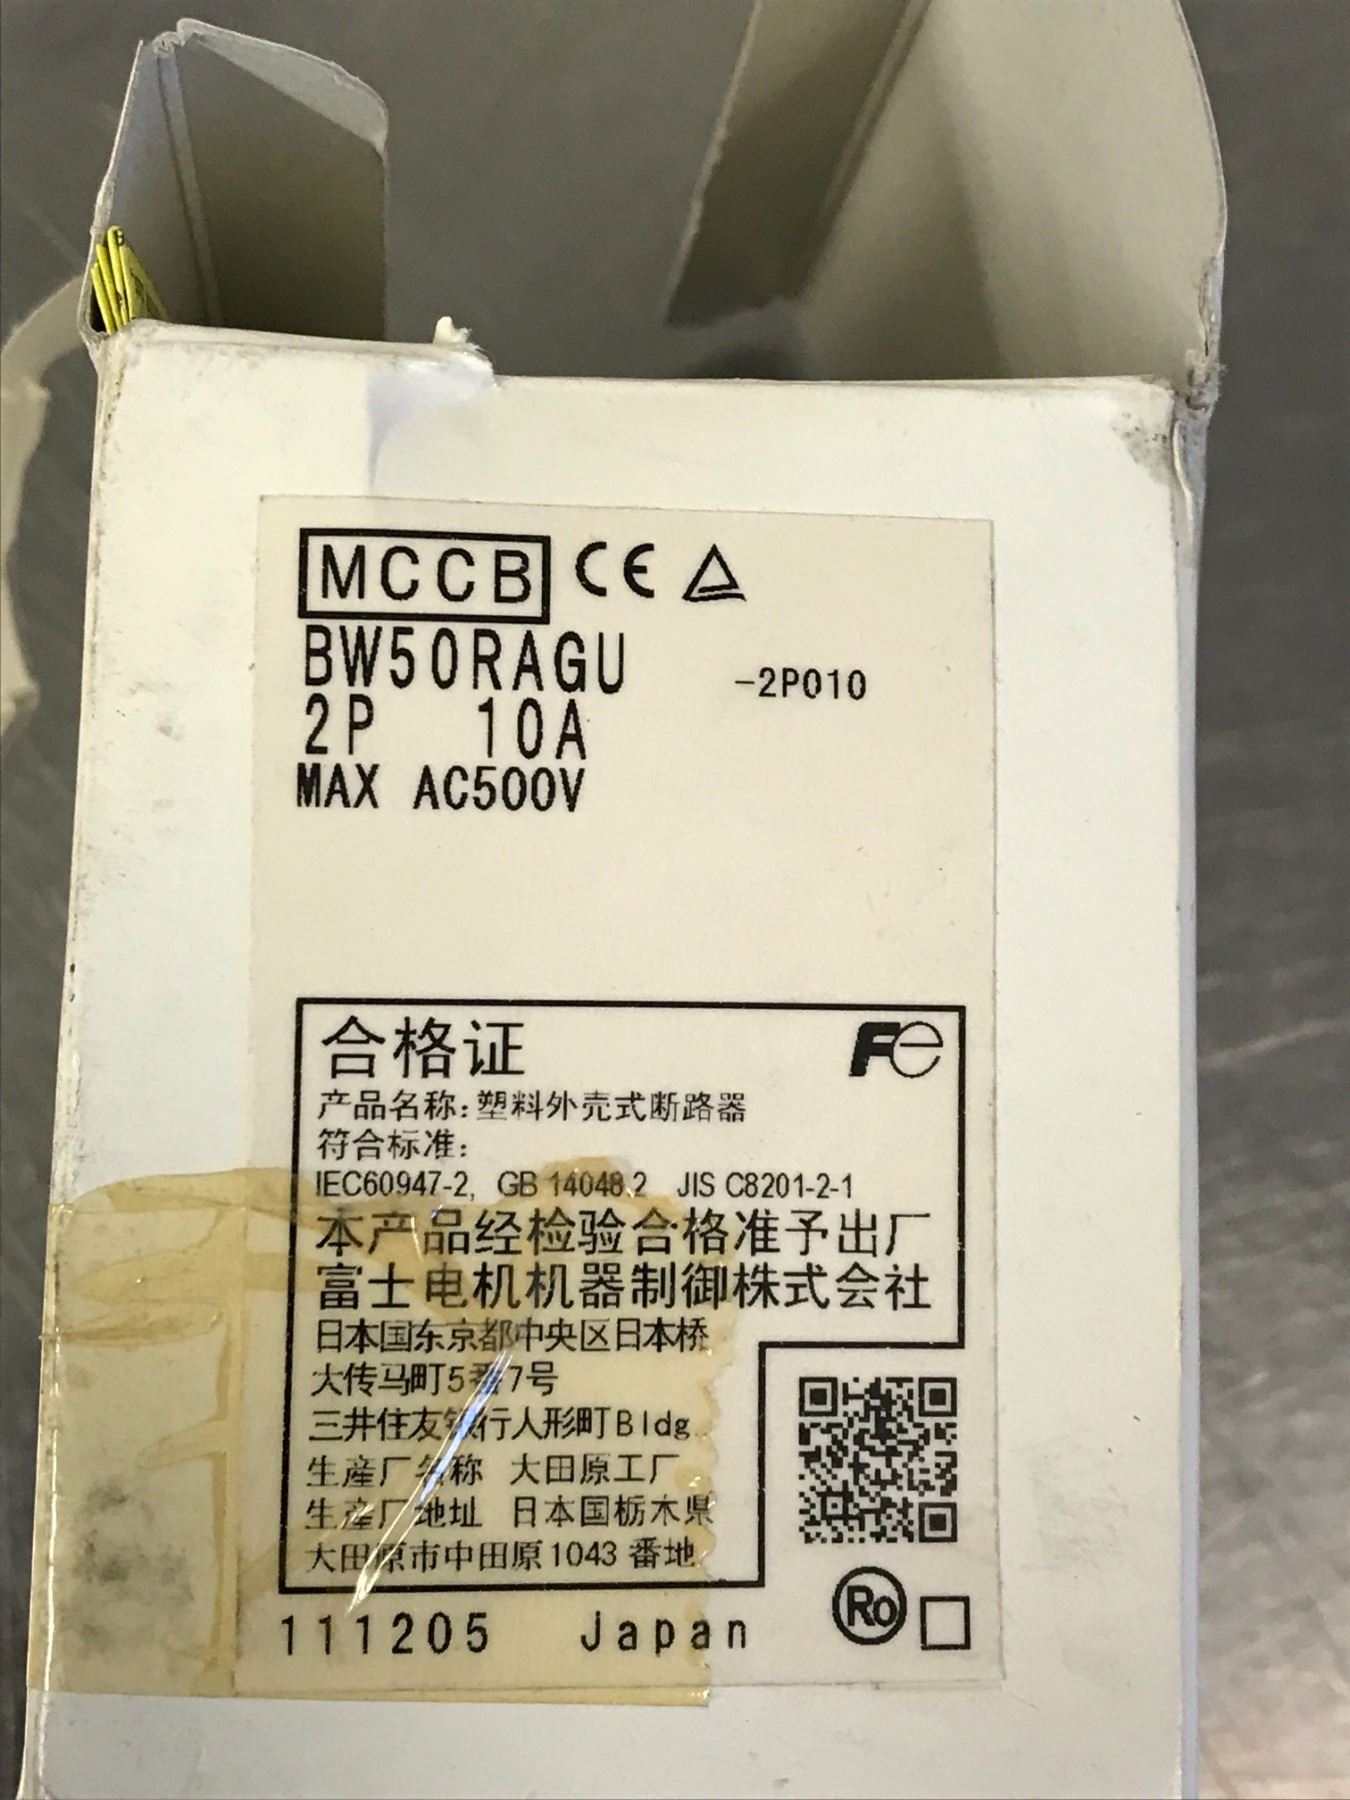 MCCB CE
BW50RAGU -2P010
2P 10A
MAX AC500V
合格证 Fe
产品名称:塑料外壳式断路器
符合标准:
IEC60947-2, GB 14048.2 JIS C8201-2-1
本产品经检验合格准予出厂
富士电机机器制御株式会社
日本国东京都中央区日本桥
大传马町5番7号
三井住友银行人形町Bldg.
生産厂名称 大田原工厂
生産厂地址 日本国栃木県
大田原市中田原1043番地
111205 Japan Ro